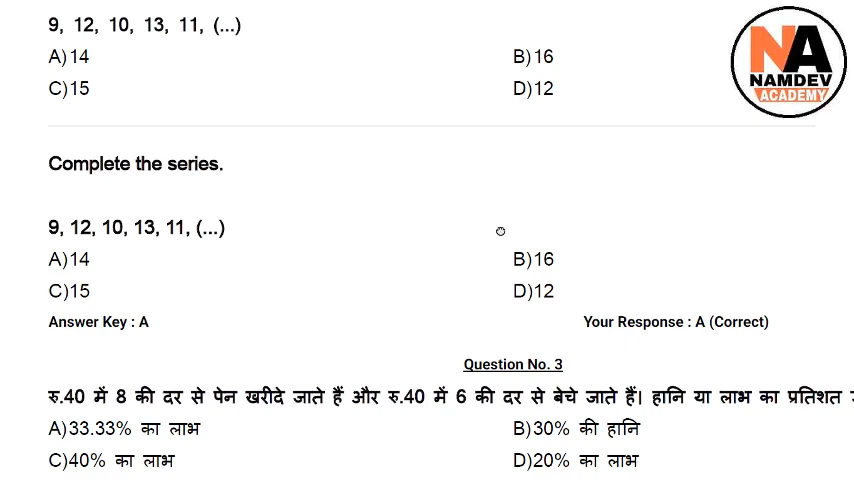 9, 12, 10, 13, 11, (...)
A)14 B)16
C)15 D)12
NA
NAMDEV
ACADEMY
Complete the series.
9, 12, 10, 13, 11, (...)
A)14 B)16
C)15 D)12
Answer Key : A Your Response : A (Correct)
Question No. 3
रु.40 में 8 की दर से पेन खरीदे जाते हैं और रु.40 में 6 की दर से बेचे जाते हैं। हानि या लाभ का प्रतिशत
A)33.33% का लाभ B)30% की हानि
C)40% का लाभ D)20% का लाभ